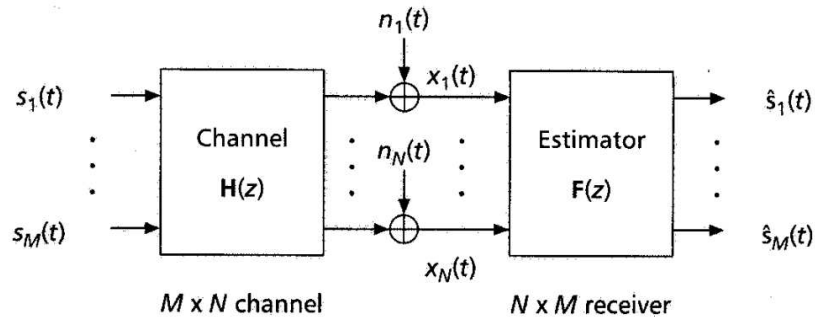 n₁(t)
s₁(t)
x₁(t)
ŝ₁(t)
Channel
n_N(t)
Estimator
H(z)
F(z)
s_M(t)
ŝ_M(t)
x_N(t)
M x N channel
N x M receiver